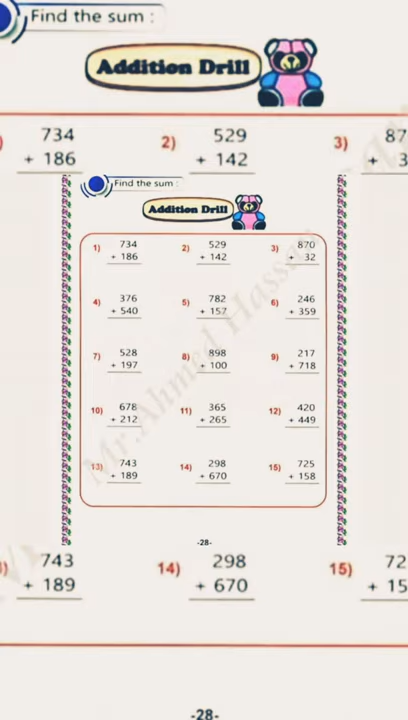 Find the sum :
Addition Drill
734 2) 529 3) 87
+ 186 + 142 + 3
Find the sum :
Addition Drill
1) 734 2) 529 3) 870
+ 186 + 142 + 32
4) 376 5) 782 6) 246
+ 540 + 157 + 359
7) 528 8) 898 9) 217
+ 197 + 100 + 718
10) 678 11) 365 12) 420
+ 212 + 265 + 449
13) 743 14) 298 15) 725
+ 189 + 670 + 158
Mr.Ahmed Hassan
-28-
743 14) 298 15) 72
+ 189 + 670 + 15
-28-